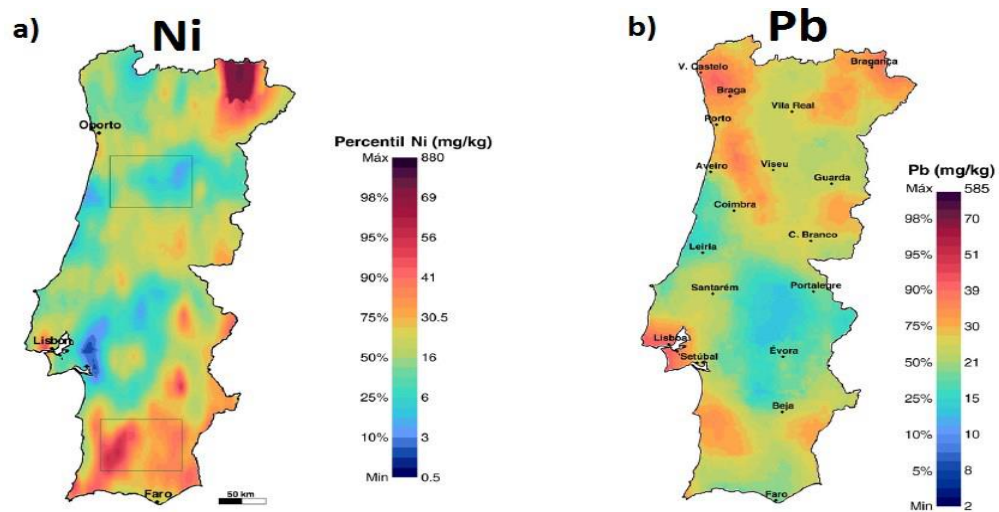 a) Ni
Oporto
Lisbon
Faro
50 km
Percentil Ni (mg/kg)
Máx 880
98% 69
95% 56
90% 41
75% 30.5
50% 16
25% 6
10% 3
Min 0.5
b) Pb
V. Castelo
Bragança
Braga
Vila Real
Porto
Aveiro
Viseu
Guarda
Coimbra
C. Branco
Leiria
Santarém
Portalegre
Lisboa
Setúbal
Évora
Beja
Faro
Pb (mg/kg)
Máx 585
98% 70
95% 51
90% 39
75% 30
50% 21
25% 15
10% 10
5% 8
Min 2